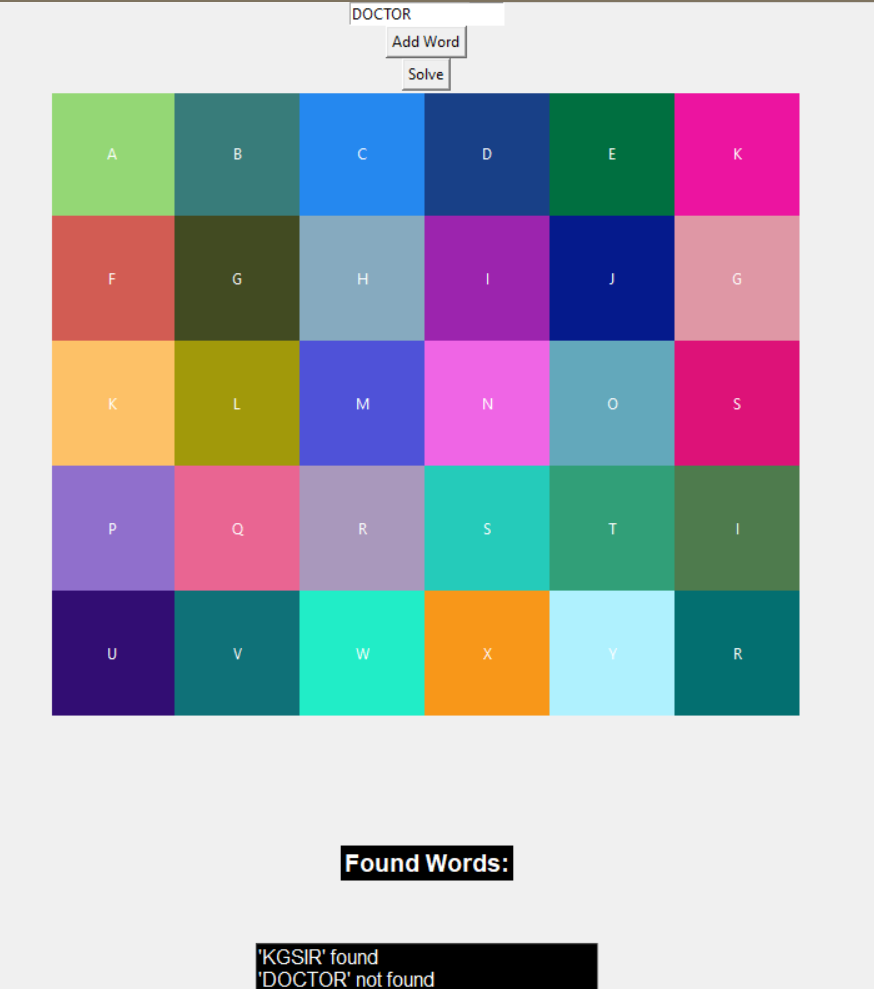 DOCTOR
Add Word
Solve
A B C D E K
F G H I J G
K L M N O S
P Q R S T I
U V W X Y R
Found Words:
'KGSIR' found
'DOCTOR' not found